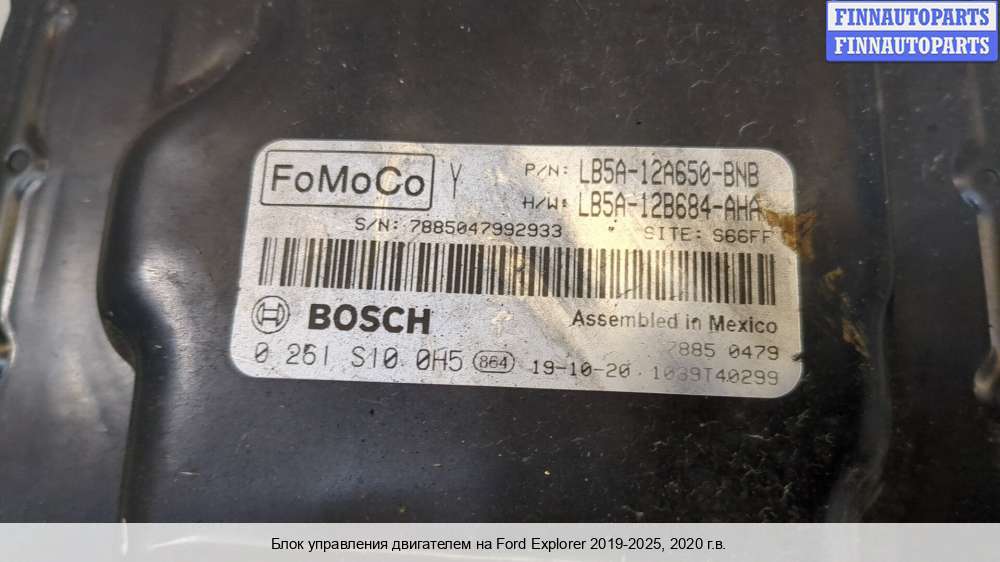 FINNAUTOPARTS
FINNAUTOPARTS
FoMoCo Y P/N: LB5A-12A650-BNB
H/W: LB5A-12B684-AHA
S/N: 7885047992933 SITE: S66FF
BOSCH Assembled in Mexico
7885 0479
0 261 S10 0H5 864 19-10-20 1039T40299
Блок управления двигателем на Ford Explorer 2019-2025, 2020 г.в.